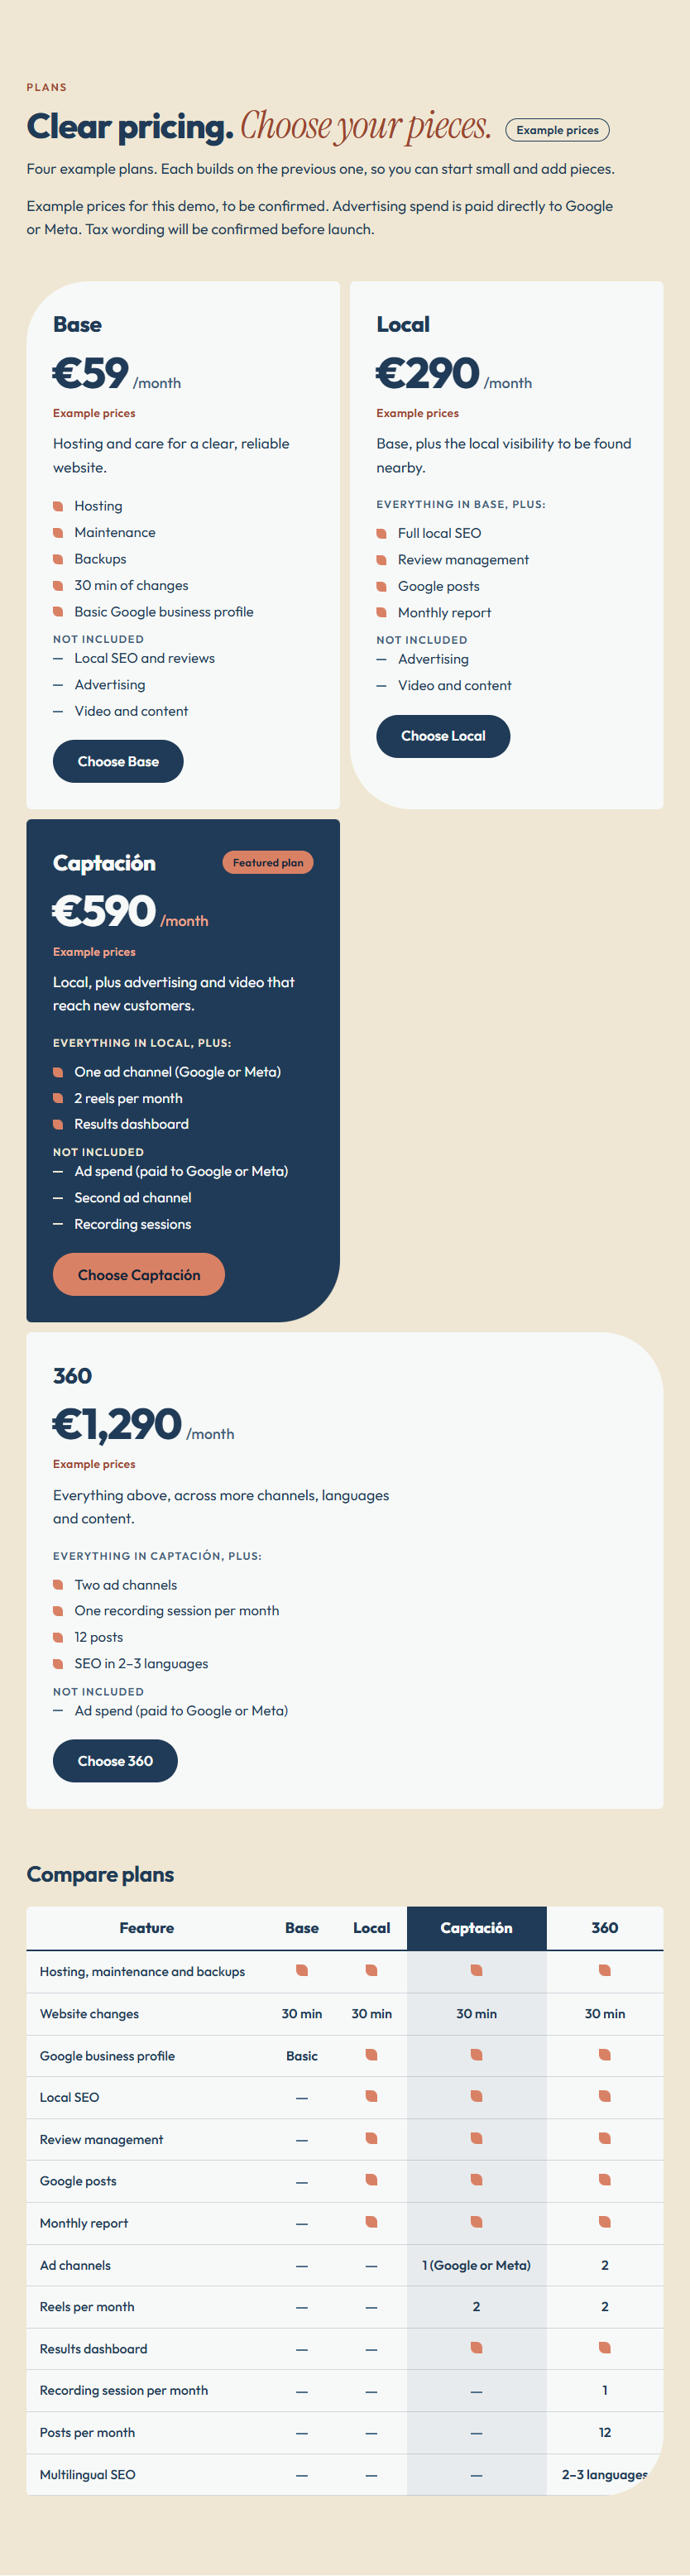 PLANS
Clear pricing. Choose your pieces. Example prices
Four example plans. Each builds on the previous one, so you can start small and add pieces.
Example prices for this demo, to be confirmed. Advertising spend is paid directly to Google
or Meta. Tax wording will be confirmed before launch.
Base
€59 /month
Example prices
Hosting and care for a clear, reliable
website.
Hosting
Maintenance
Backups
30 min of changes
Basic Google business profile
NOT INCLUDED
— Local SEO and reviews
— Advertising
— Video and content
Choose Base
Local
€290 /month
Example prices
Base, plus the local visibility to be found
nearby.
EVERYTHING IN BASE, PLUS:
Full local SEO
Review management
Google posts
Monthly report
NOT INCLUDED
— Advertising
— Video and content
Choose Local
Captación Featured plan
€590 /month
Example prices
Local, plus advertising and video that
reach new customers.
EVERYTHING IN LOCAL, PLUS:
One ad channel (Google or Meta)
2 reels per month
Results dashboard
NOT INCLUDED
— Ad spend (paid to Google or Meta)
— Second ad channel
— Recording sessions
Choose Captación
360
€1,290 /month
Example prices
Everything above, across more channels, languages
and content.
EVERYTHING IN CAPTACIÓN, PLUS:
Two ad channels
One recording session per month
12 posts
SEO in 2–3 languages
NOT INCLUDED
— Ad spend (paid to Google or Meta)
Choose 360
Compare plans
Feature Base Local Captación 360
Hosting, maintenance and backups
Website changes 30 min 30 min 30 min 30 min
Google business profile Basic
Local SEO —
Review management —
Google posts —
Monthly report —
Ad channels — — 1 (Google or Meta) 2
Reels per month — — 2 2
Results dashboard — —
Recording session per month — — — 1
Posts per month — — — 12
Multilingual SEO — — — 2–3 languages